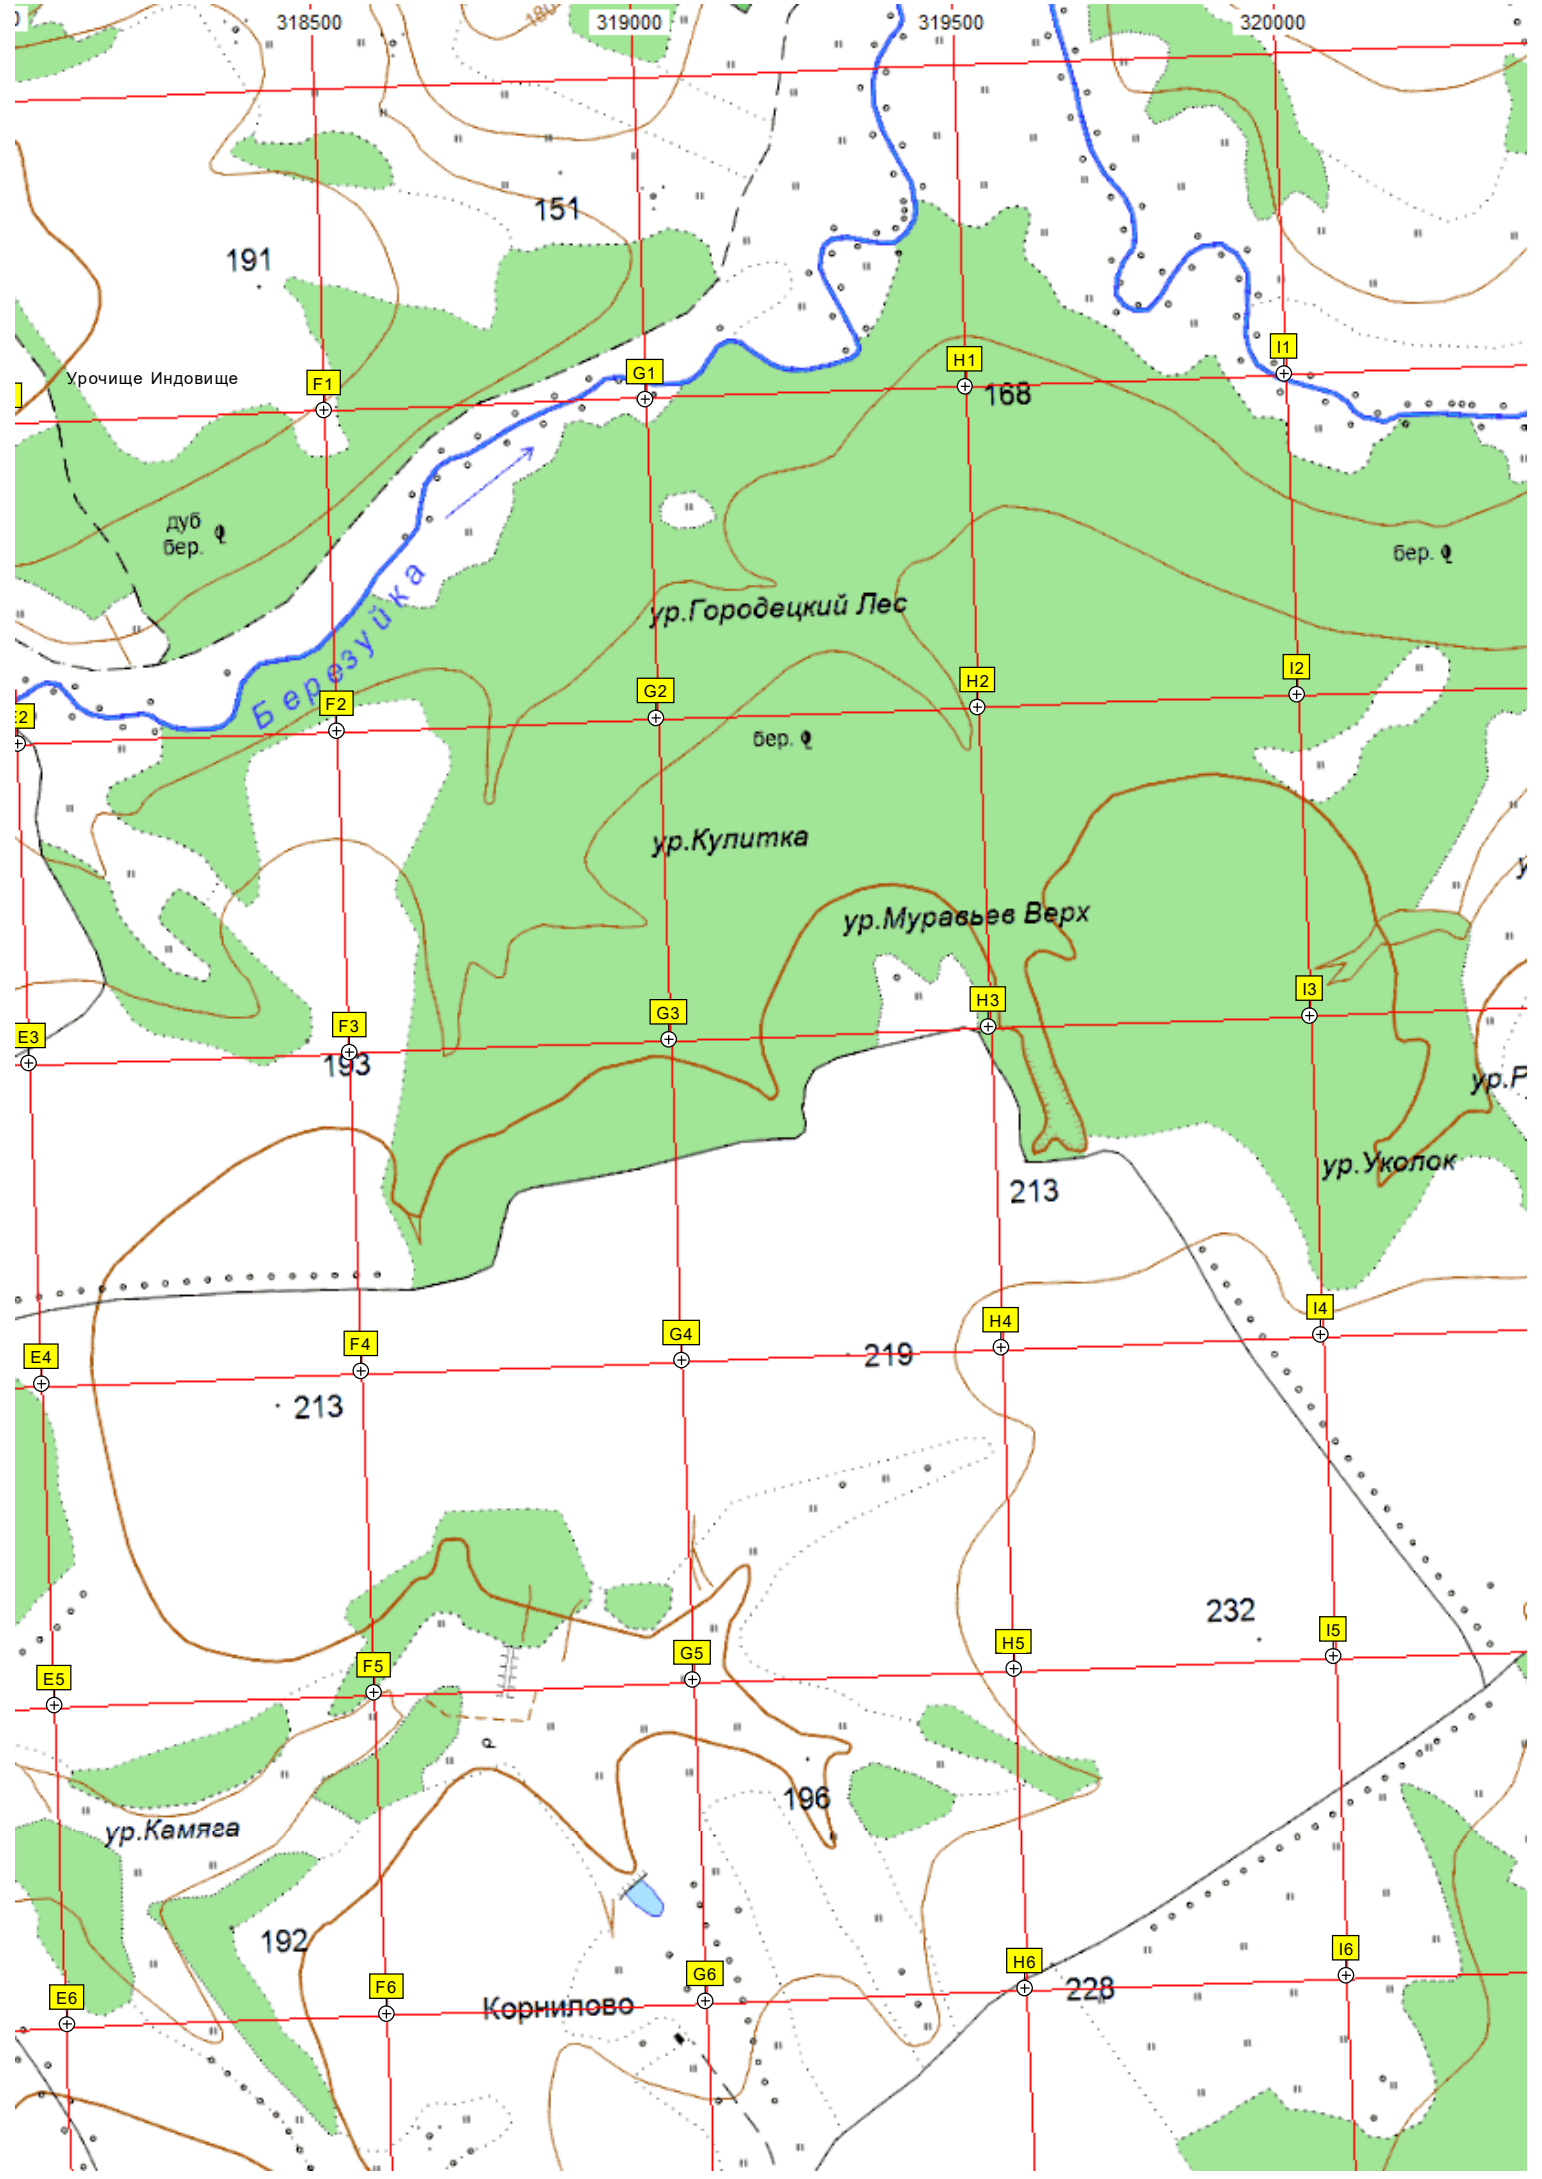 318500 319000 319500 320000
180
151
191
Урочище Индовище
F1 G1 H1 I1
168
дуб
бер.
бер.
Березуйка
ур.Городецкий Лес
E2 F2 G2 H2 I2
бер.
ур.Кулитка
ур.Муравьев Верх
E3 F3 G3 H3 I3
193
ур.Р
ур.Уколок
213
E4 F4 G4 H4 I4
219
213
232
E5 F5 G5 H5 I5
196
ур.Камяга
192
E6 F6 G6 H6 I6
Корнилово
228